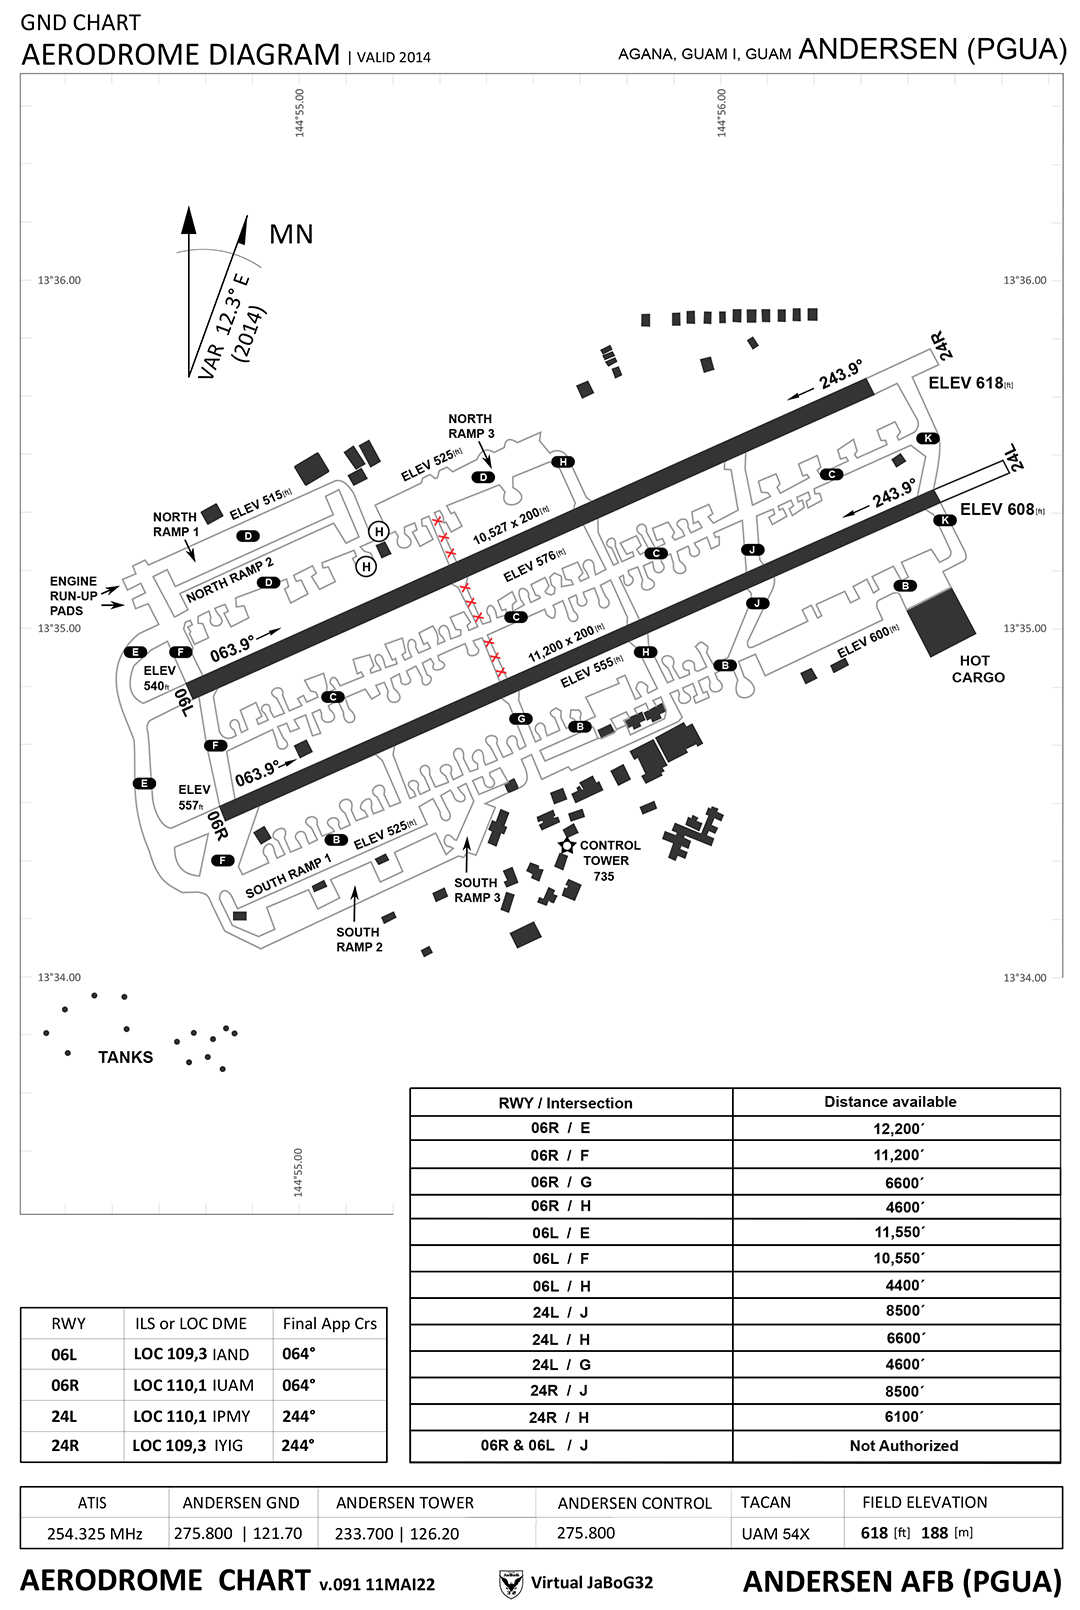 GND CHART
AERODROME DIAGRAM | VALID 2014
AGANA, GUAM I, GUAM ANDERSEN (PGUA)
144°55.00
144°56.00
MN
VAR 12.3° E
(2014)
13°36.00
13°36.00
24R
243.9°
ELEV 618[ft]
NORTH
RAMP 3
H
K
ELEV 525[ft]
D
24L
C
ELEV 515[ft]
243.9°
ELEV 608[ft]
NORTH
RAMP 1
K
10,527 x 200[ft]
H
D
J
C
H
ELEV 576[ft]
NORTH RAMP 2
D
ENGINE
RUN-UP
PADS
B
J
C
13°35.00
13°35.00
11,200 x 200[ft]
ELEV 600[ft]
E
F
063.9°
H
B
HOT
CARGO
ELEV
540ft
ELEV 555[ft]
06L
C
G
B
F
063.9°
E
ELEV
557ft
06R
B
ELEV 525[ft]
CONTROL
TOWER
735
F
SOUTH RAMP 1
SOUTH
RAMP 3
SOUTH
RAMP 2
13°34.00
13°34.00
TANKS
144°55.00
RWY / Intersection Distance available
06R / E 12,200´
06R / F 11,200´
06R / G 6600´
06R / H 4600´
06L / E 11,550´
06L / F 10,550´
06L / H 4400´
24L / J 8500´
24L / H 6600´
24L / G 4600´
24R / J 8500´
24R / H 6100´
06R & 06L / J Not Authorized
RWY ILS or LOC DME Final App Crs
06L LOC 109,3 IAND 064°
06R LOC 110,1 IUAM 064°
24L LOC 110,1 IPMY 244°
24R LOC 109,3 IYIG 244°
ATIS ANDERSEN GND ANDERSEN TOWER ANDERSEN CONTROL TACAN FIELD ELEVATION
254.325 MHz 275.800 | 121.70 233.700 | 126.20 275.800 UAM 54X 618 [ft] 188 [m]
AERODROME CHART v.091 11MAI22
JaBoG
32
Virtual JaBoG32
ANDERSEN AFB (PGUA)